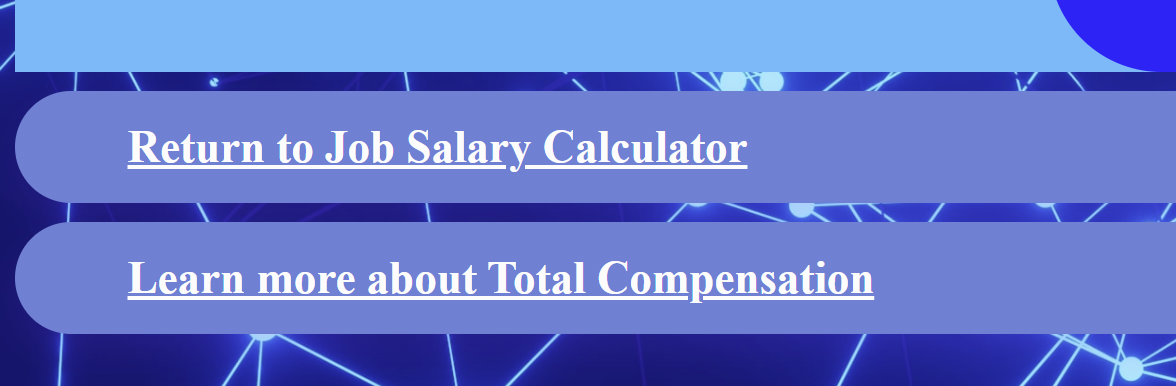 Return to Job Salary Calculator
Learn more about Total Compensation